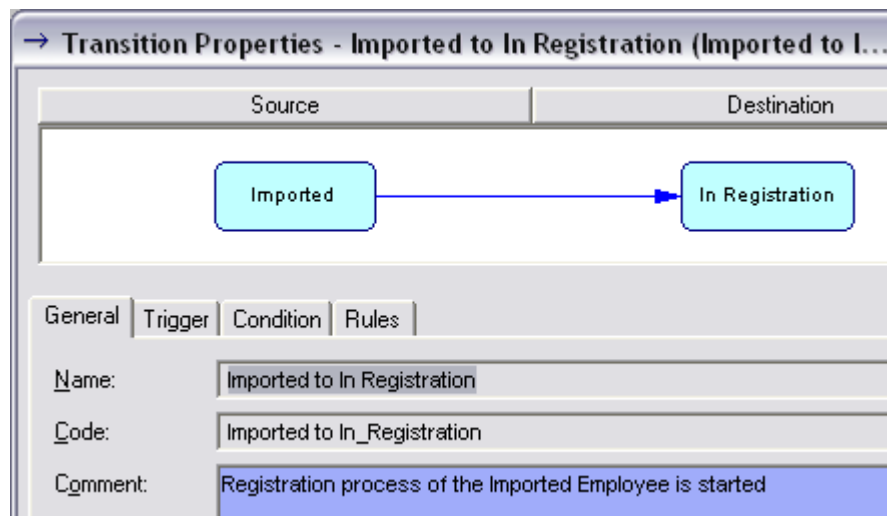 → Transition Properties - Imported to In Registration (Imported to I...
Source Destination
Imported In Registration
General Trigger Condition Rules
Name: Imported to In Registration
Code: Imported to In_Registration
Comment: Registration process of the Imported Employee is started